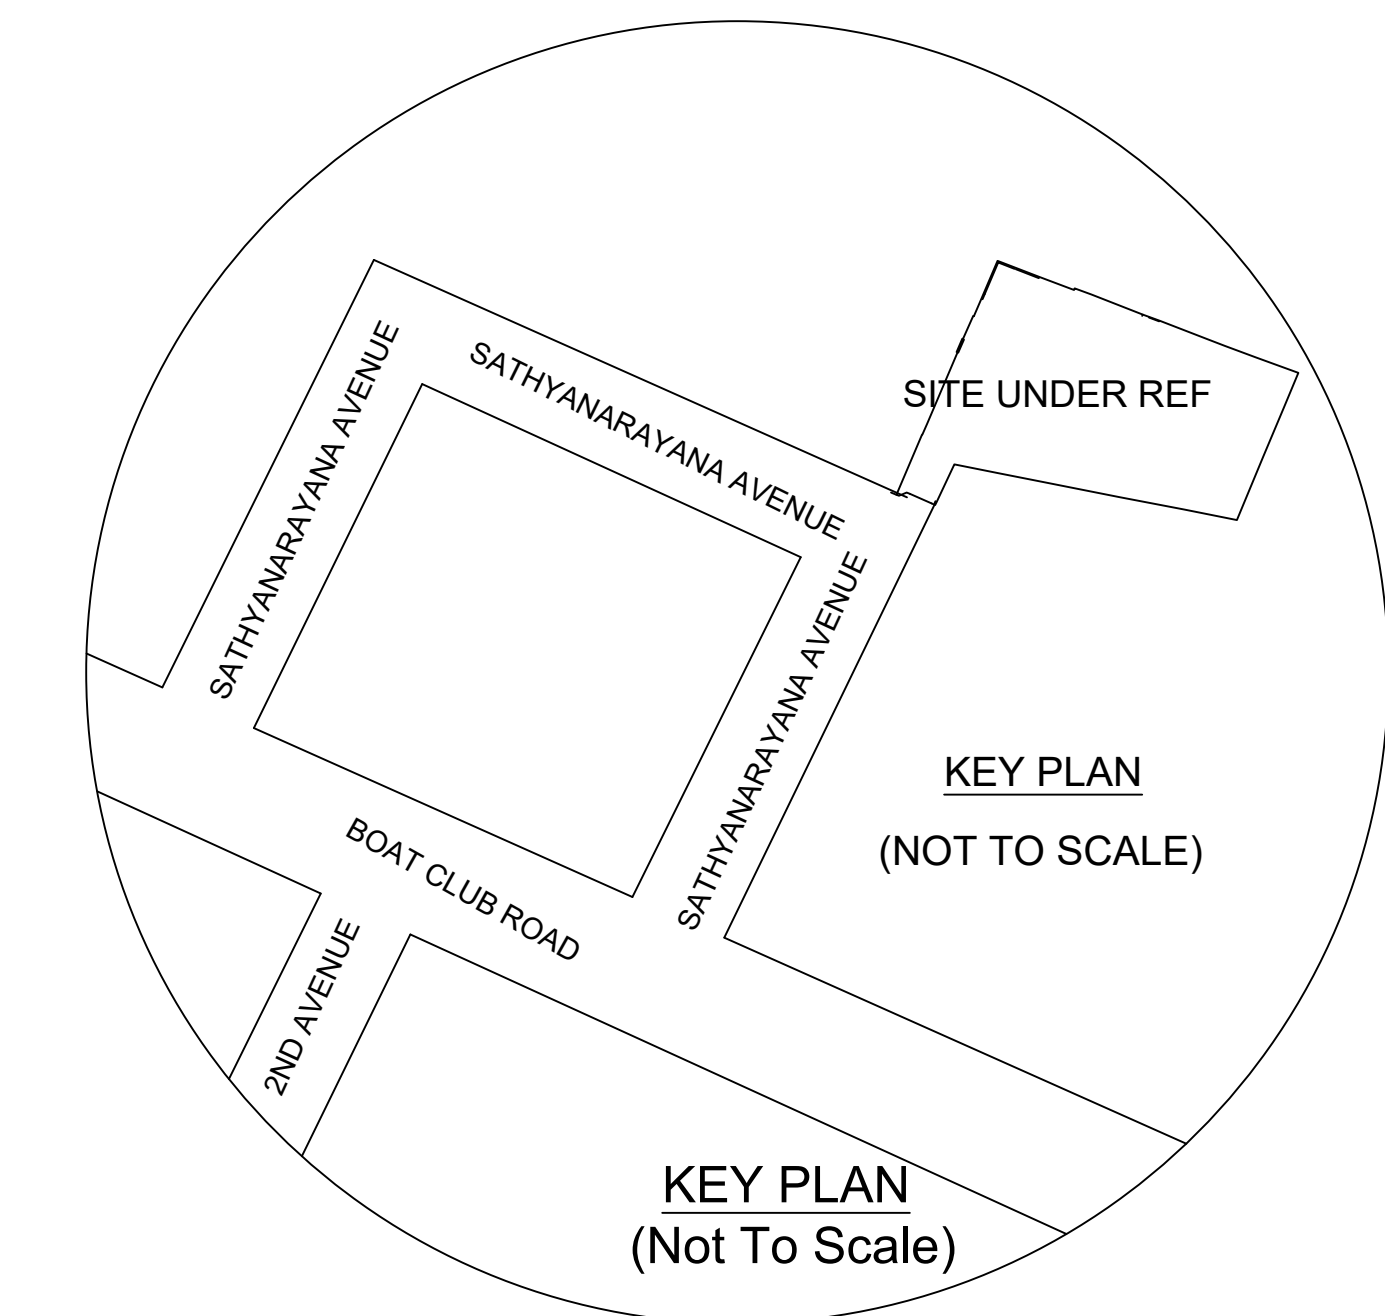 SATHYANARAYANA AVENUE
SATHYANARAYANA AVENUE
SITE UNDER REF
SATHYANARAYANA AVENUE
KEY PLAN
(NOT TO SCALE)
BOAT CLUB ROAD
2ND AVENUE
KEY PLAN
(Not To Scale)